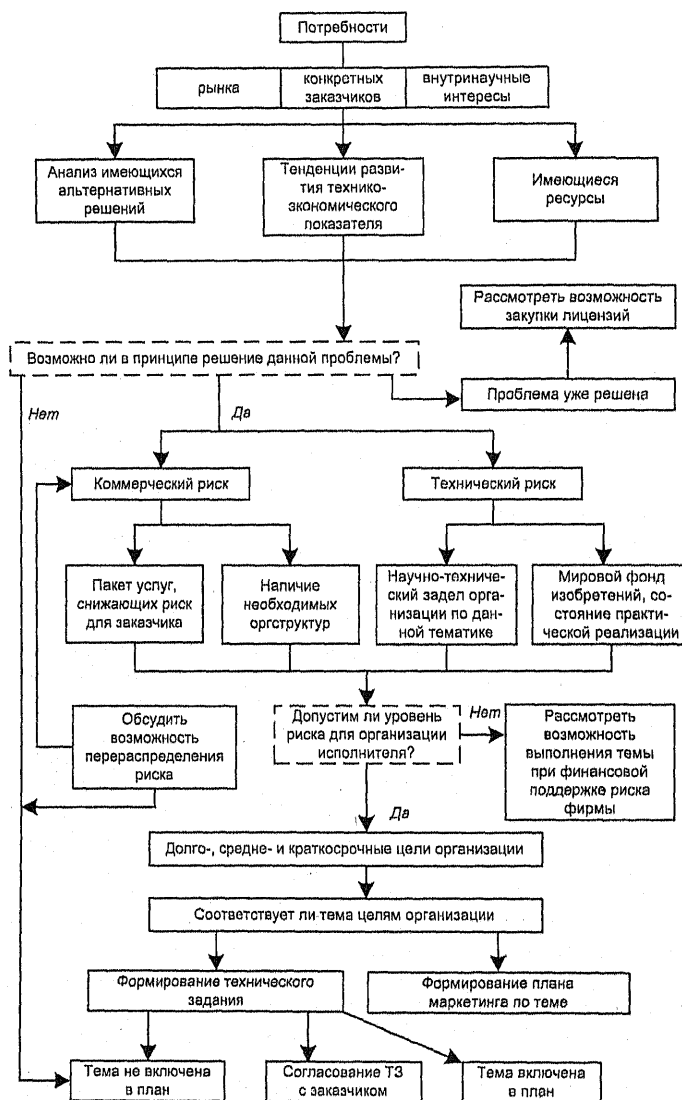 Потребности
рынка
конкретных
заказчиков
внутринаучные
интересы
Анализ имеющихся
альтернативных
решений
Тенденции разви-
тия технико-
экономического
показателя
Имеющиеся
ресурсы
Рассмотреть возможность
закупки лицензий
Возможно ли в принципе решение данной проблемы?
Проблема уже решена
Нет
Да
Коммерческий риск
Технический риск
Пакет услуг,
снижающих риск
для заказчика
Наличие
необходимых
оргструктур
Научно-техниче-
ский задел орга-
низации по дан-
ной тематике
Мировой фонд
изобретений, со-
стояние практи-
ческой реализации
Обсудить
возможность
перераспределения
риска
Допустим ли уровень
риска для организации
исполнителя?
Нет
Рассмотреть
возможность
выполнения темы
при финансовой
поддержке риска
фирмы
Да
Долго-, средне- и краткосрочные цели организации
Соответствует ли тема целям организации
Формирование технического
задания
Формирование плана
маркетинга по теме
Тема не включена
в план
Согласование ТЗ
с заказчиком
Тема включена
в план